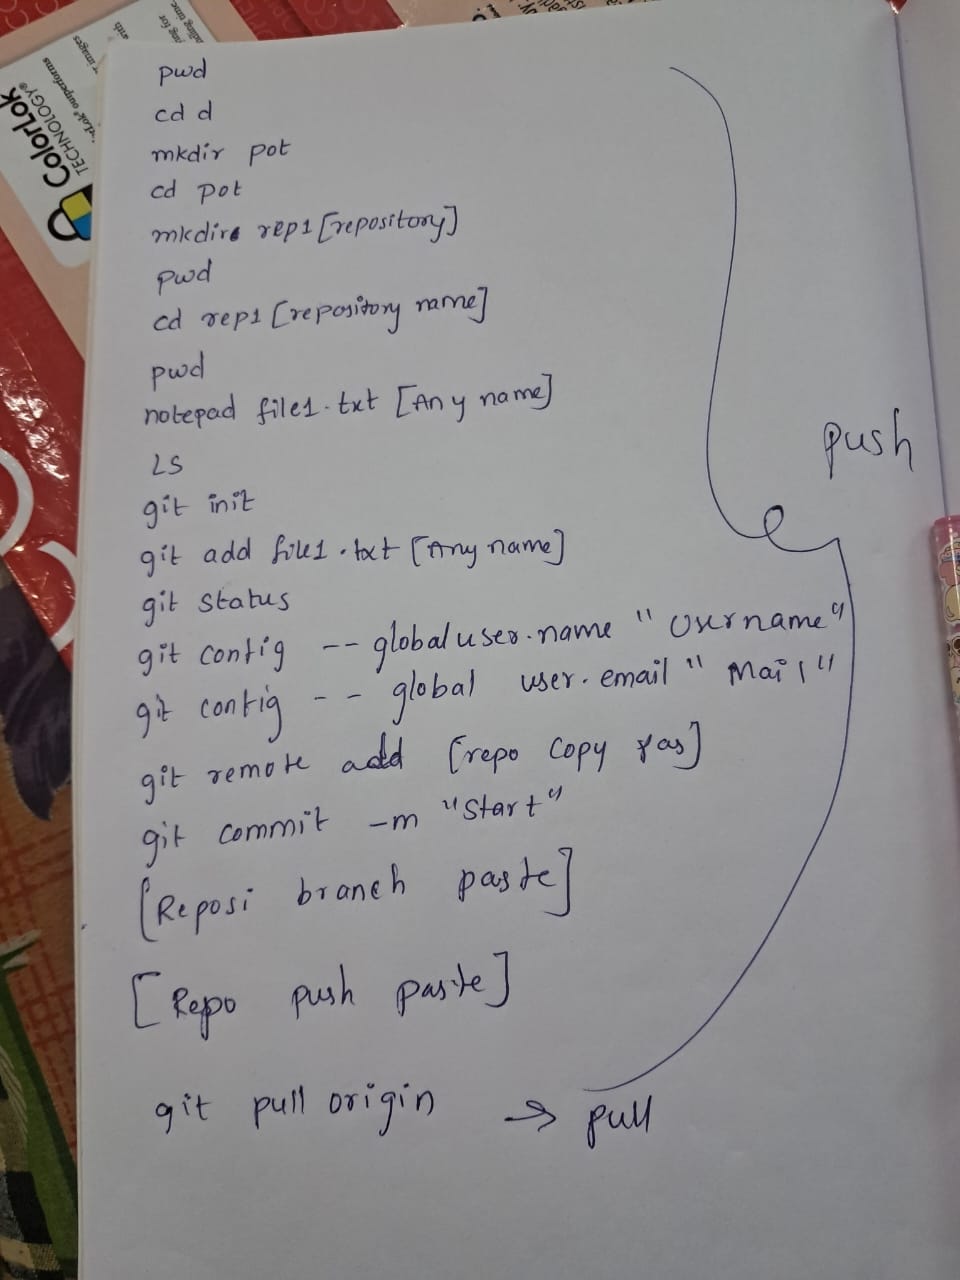 pwd
cd d
mkdir pot
cd pot
mkdire rep1 [repository]
pwd
cd rep1 [repository name]
pwd
notepad file1.txt [Any name]
LS
git init
git add file1.txt [Any name]
git status
git config -- global user.name "Username"
git config -- global user.email "Mail"
git remote add [repo copy pas]
git commit -m "Start"
[Reposi branch paste]
[Repo push paste]
git pull origin → pull
push
ColorLok
TECHNOLOGY®